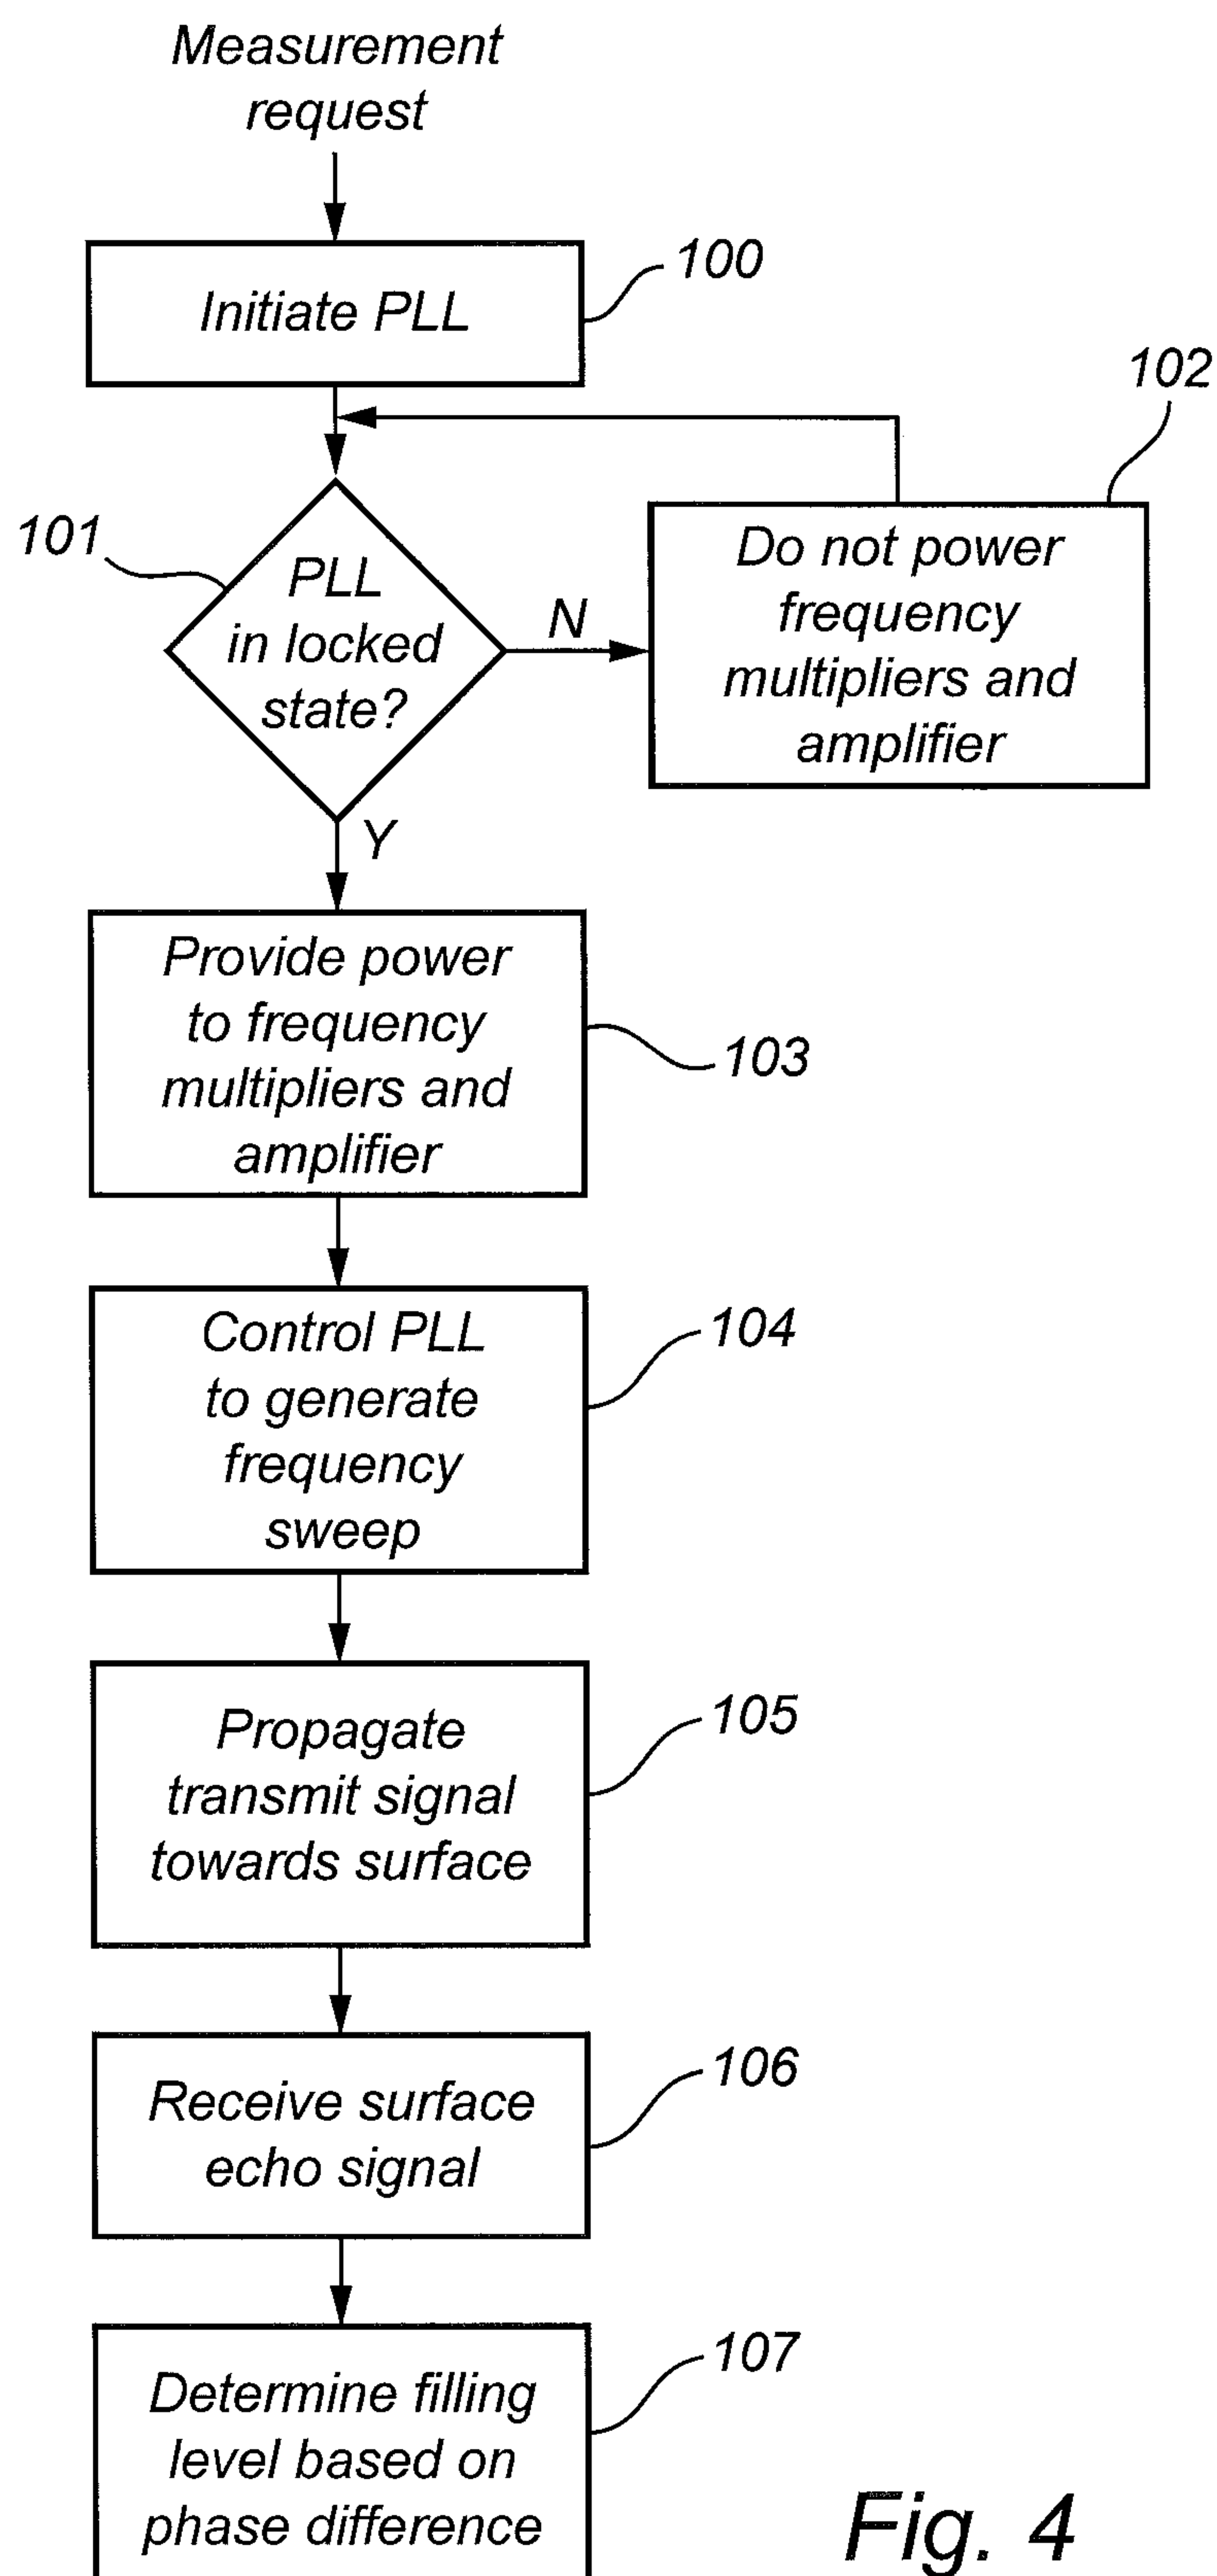 Measurement
request
100
Initiate PLL
102
101
PLL
in locked
state?
N
Do not power
frequency
multipliers and
amplifier
Y
Provide power
to frequency
multipliers and
amplifier
103
Control PLL
to generate
frequency
sweep
104
Propagate
transmit signal
towards surface
105
Receive surface
echo signal
106
Determine filling
level based on
phase difference
107
Fig. 4